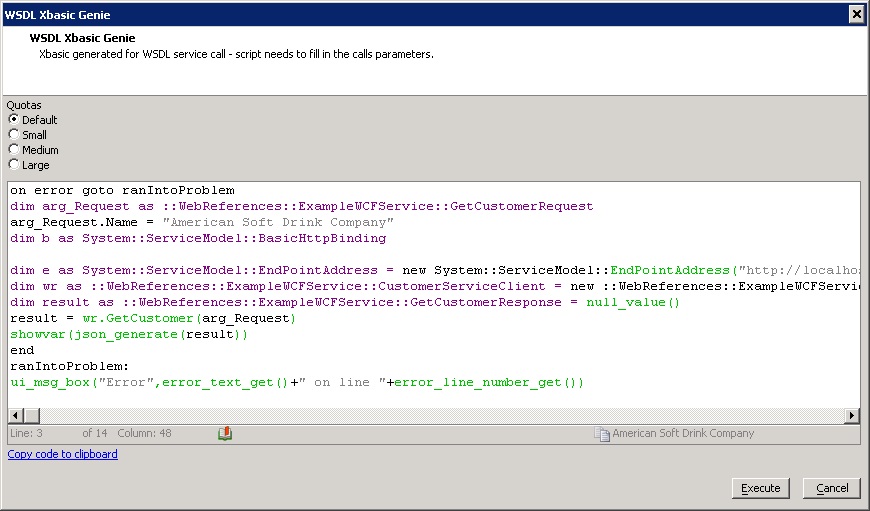 WSDL Xbasic Genie
WSDL Xbasic Genie
Xbasic generated for WSDL service call - script needs to fill in the calls parameters.
Quotas
Default
Small
Medium
Large
on error goto ranIntoProblem
dim arg_Request as ::WebReferences::ExampleWCFService::GetCustomerRequest
arg_Request.Name = "American Soft Drink Company"
dim b as System::ServiceModel::BasicHttpBinding
dim e as System::ServiceModel::EndPointAddress = new System::ServiceModel::EndPointAddress("http://localho
dim wr as ::WebReferences::ExampleWCFService::CustomerServiceClient = new ::WebReferences::ExampleWCFServi
dim result as ::WebReferences::ExampleWCFService::GetCustomerResponse = null_value()
result = wr.GetCustomer(arg_Request)
showvar(json_generate(result))
end
ranIntoProblem:
ui_msg_box("Error",error_text_get()+" on line "+error_line_number_get())
Line: 3 of 14 Column: 48 American Soft Drink Company
Copy code to clipboard
Execute Cancel